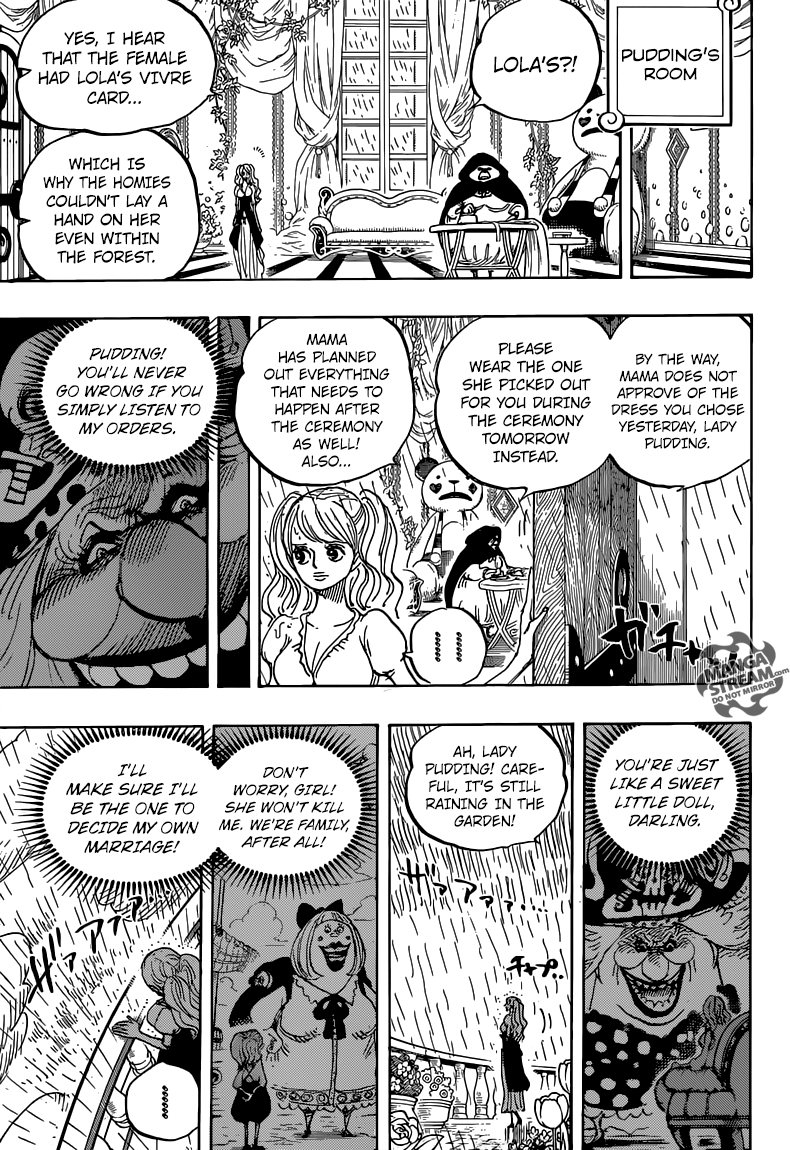 PUDDING'S
ROOM
LOLA'S?!
YES, I HEAR
THAT THE FEMALE
HAD LOLA'S VIVRE
CARD...
WHICH IS
WHY THE HOMIES
COULDN'T LAY A
HAND ON HER
EVEN WITHIN
THE FOREST.
BY THE WAY,
MAMA DOES NOT
APPROVE OF THE
DRESS YOU CHOSE
YESTERDAY, LADY
PUDDING.
PLEASE
WEAR THE ONE
SHE PICKED OUT
FOR YOU DURING
THE CEREMONY
TOMORROW
INSTEAD.
MAMA
HAS PLANNED
OUT EVERYTHING
THAT NEEDS TO
HAPPEN AFTER
THE CEREMONY
AS WELL!
ALSO...
ガチャ...
PUDDING!
YOU'LL NEVER
GO WRONG IF YOU
SIMPLY LISTEN TO
MY ORDERS.
MANGA
STREAM.com
DO NOT MIRROR
YOU'RE JUST
LIKE A SWEET
LITTLE DOLL,
DARLING.
AH, LADY
PUDDING! CARE-
FUL, IT'S STILL
RAINING IN THE
GARDEN!
ザァアァ....
チャプ..
DON'T
WORRY, GIRL!
SHE WON'T KILL
ME. WE'RE FAMILY,
AFTER ALL!
I'LL
MAKE SURE I'LL
BE THE ONE TO
DECIDE MY OWN
MARRIAGE!
ザァアァ...